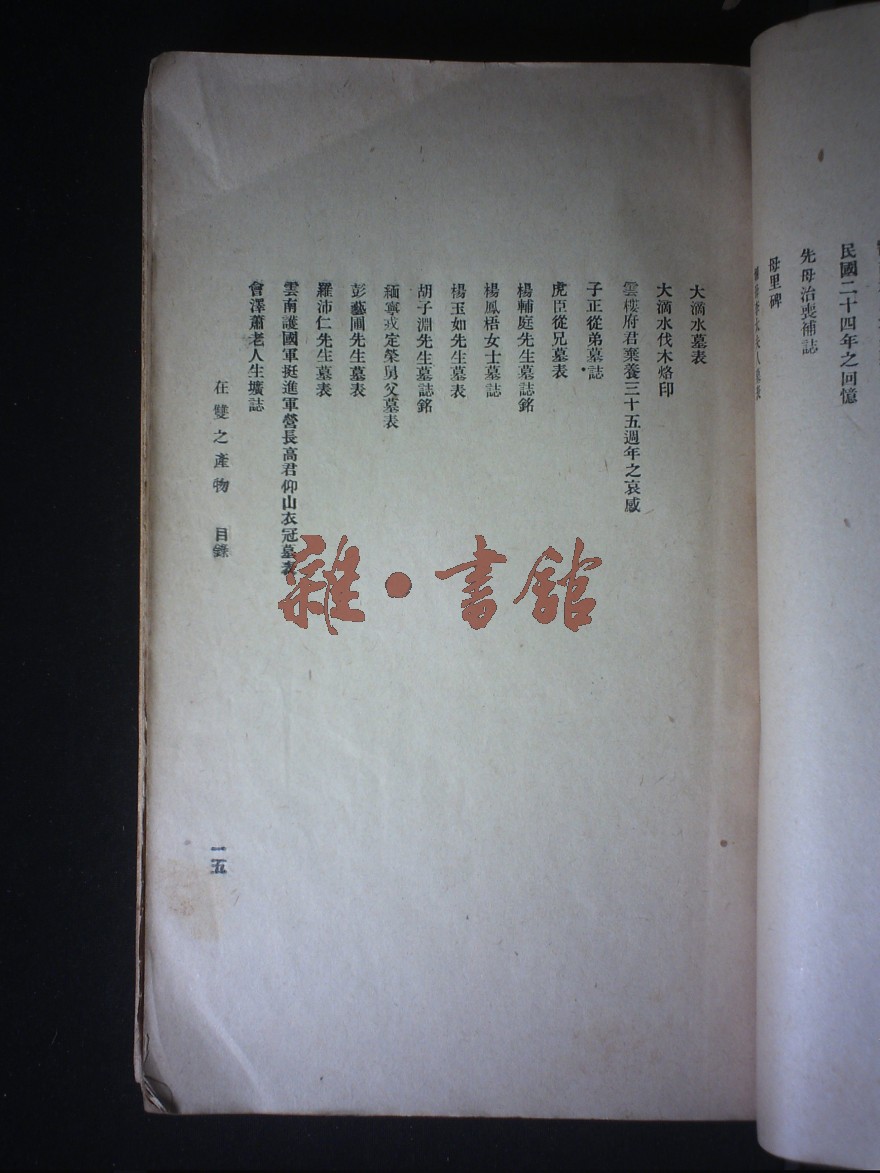 民國二十四年之回憶
先母治喪補誌
母里碑
大滴水墓表
大滴水伐木烙印
雲樓府君棄養三十五週年之哀感
子正從弟墓誌
虎臣從兄墓表
楊輔庭先生墓誌銘
楊鳳梧女士墓誌
楊玉如先生墓表
胡子淵先生墓誌銘
緬寧戎定榮男父墓表
彭藝圃先生墓表
羅沛仁先生墓表
雲南護國軍挺進軍營長高君仰山衣冠墓表
會澤蕭老人生壙誌
在雙之產物 目錄
一五
雜·書館